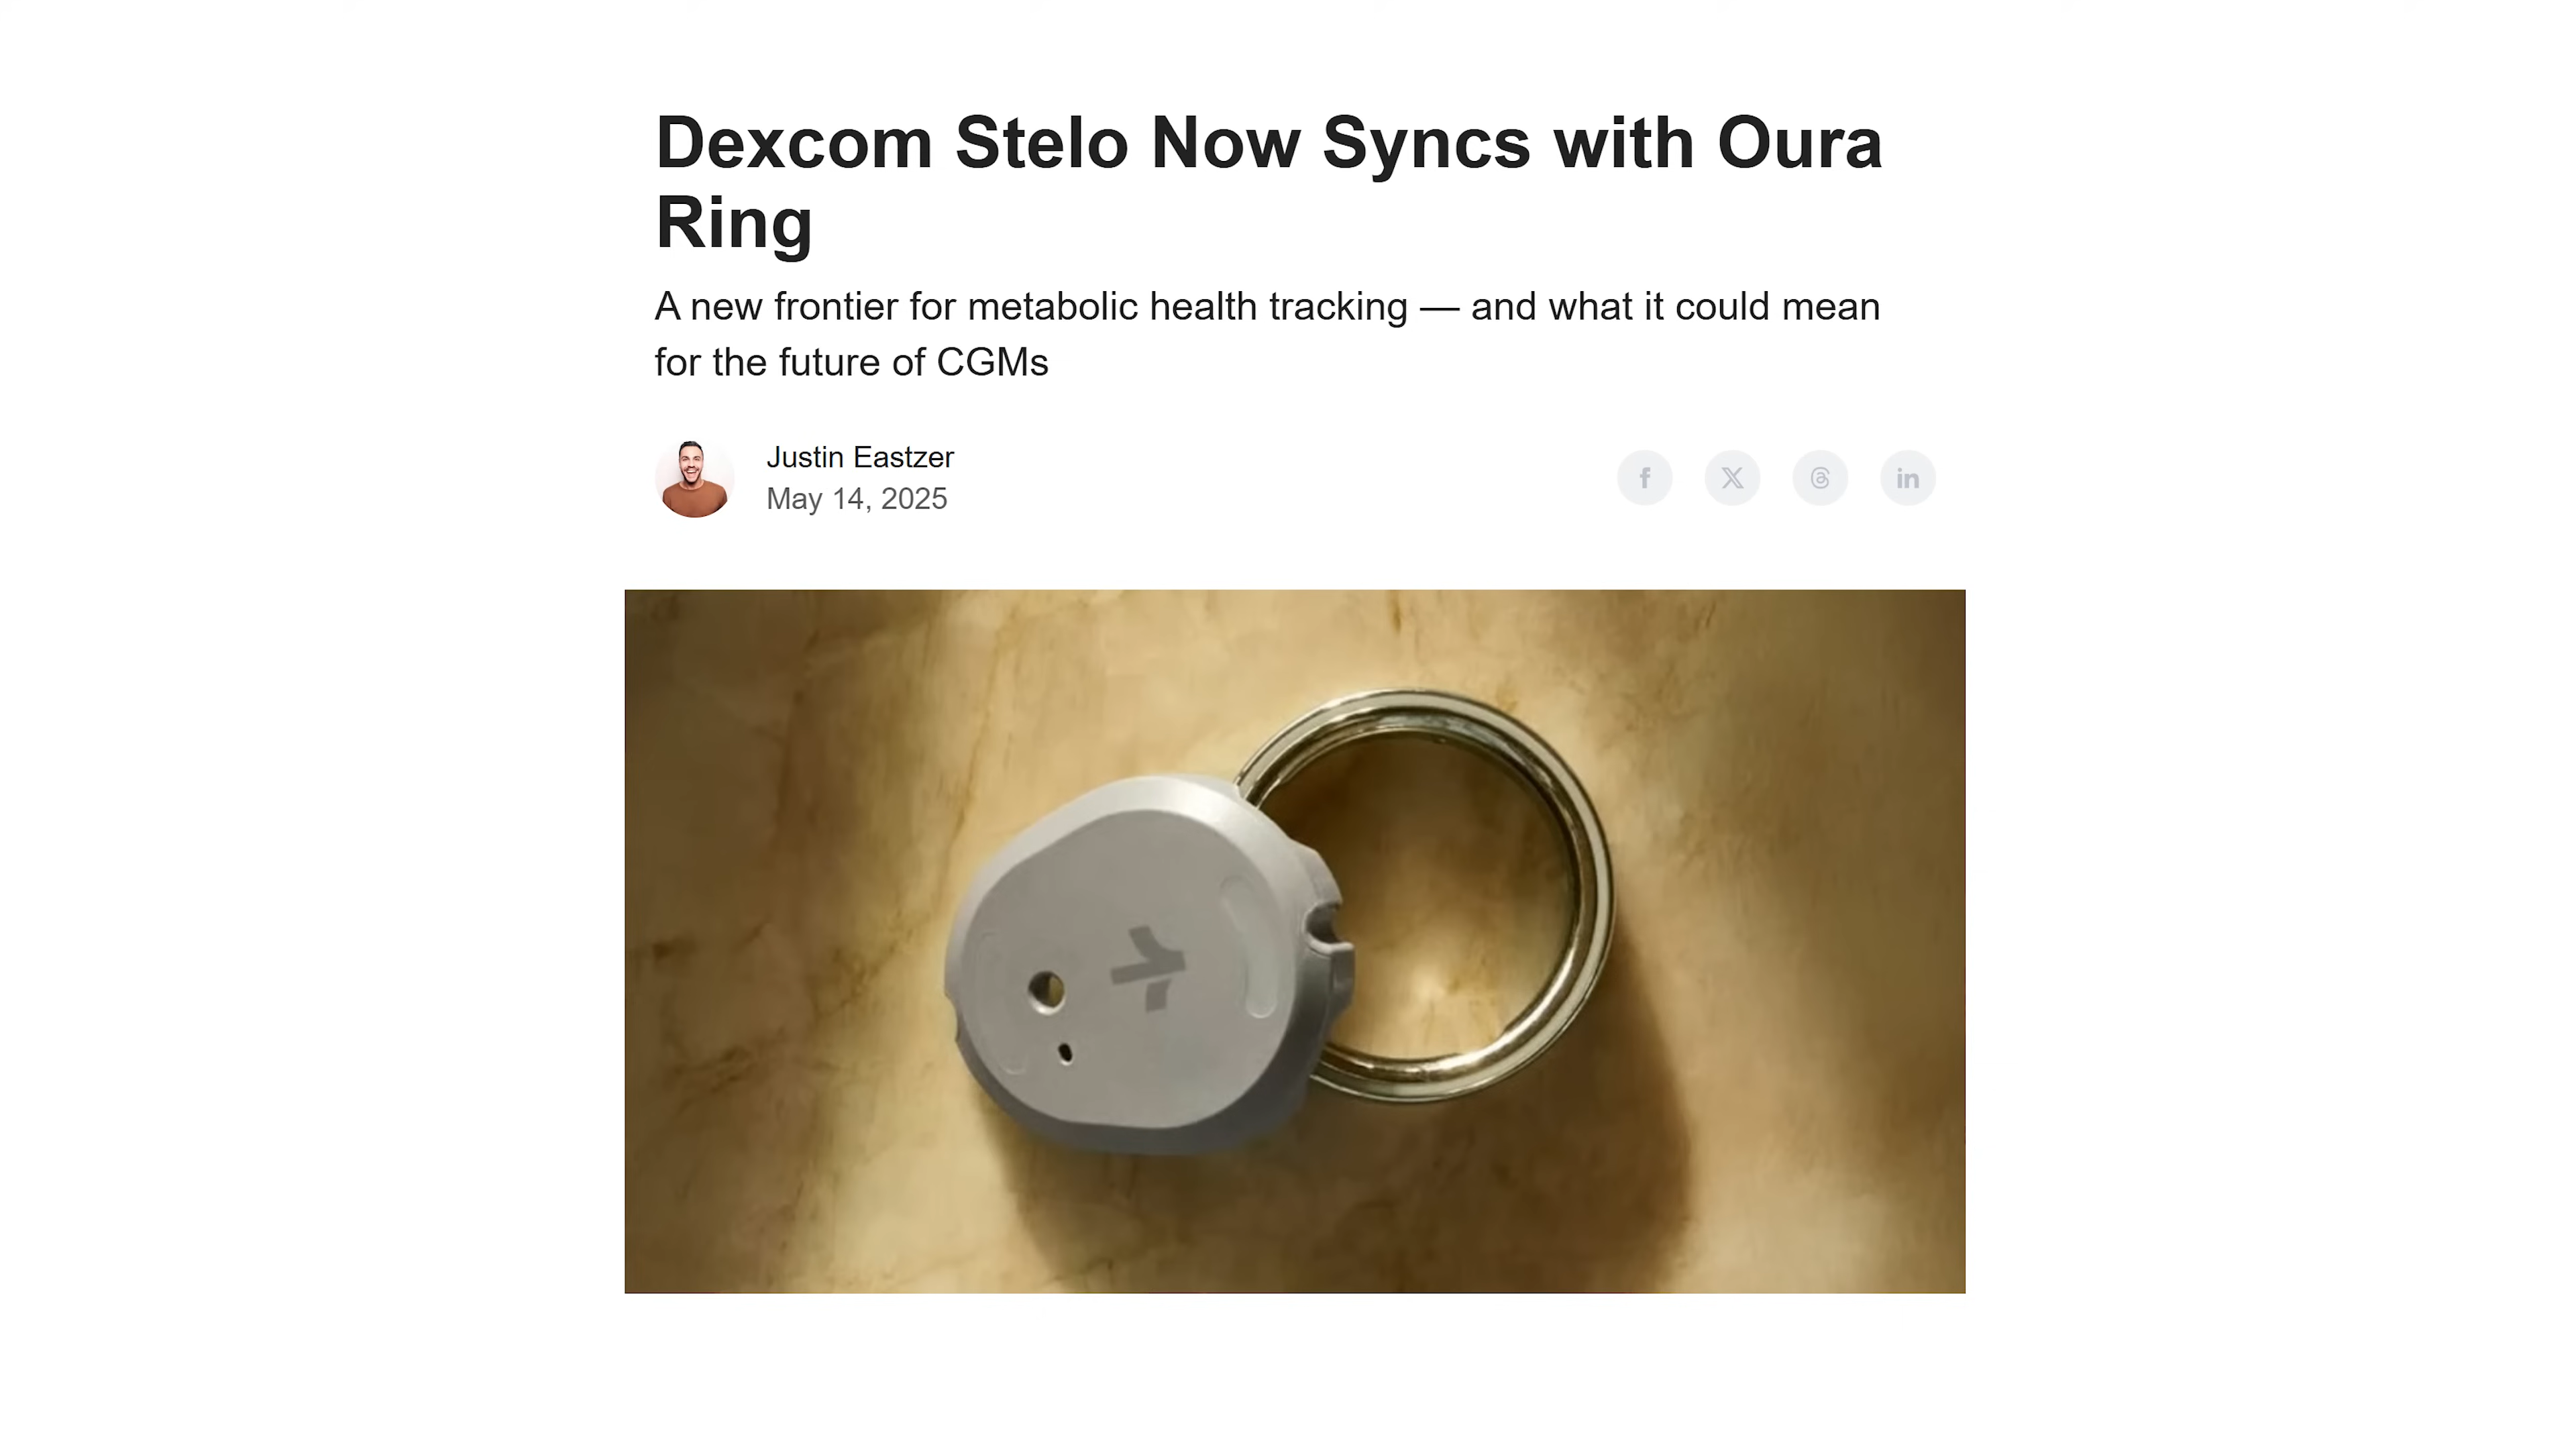 Dexcom Stelo Now Syncs with Oura
Ring
A new frontier for metabolic health tracking — and what it could mean
for the future of CGMs
Justin Eastzer
May 14, 2025